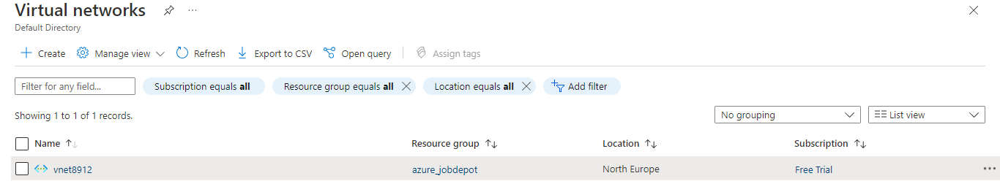 Virtual networks
Default Directory
Create Manage view Refresh Export to CSV Open query Assign tags
Filter for any field... Subscription equals all Resource group equals all Location equals all Add filter
Showing 1 to 1 of 1 records. No grouping List view
Name Resource group Location Subscription
vnet8912 azure_jobdepot North Europe Free Trial